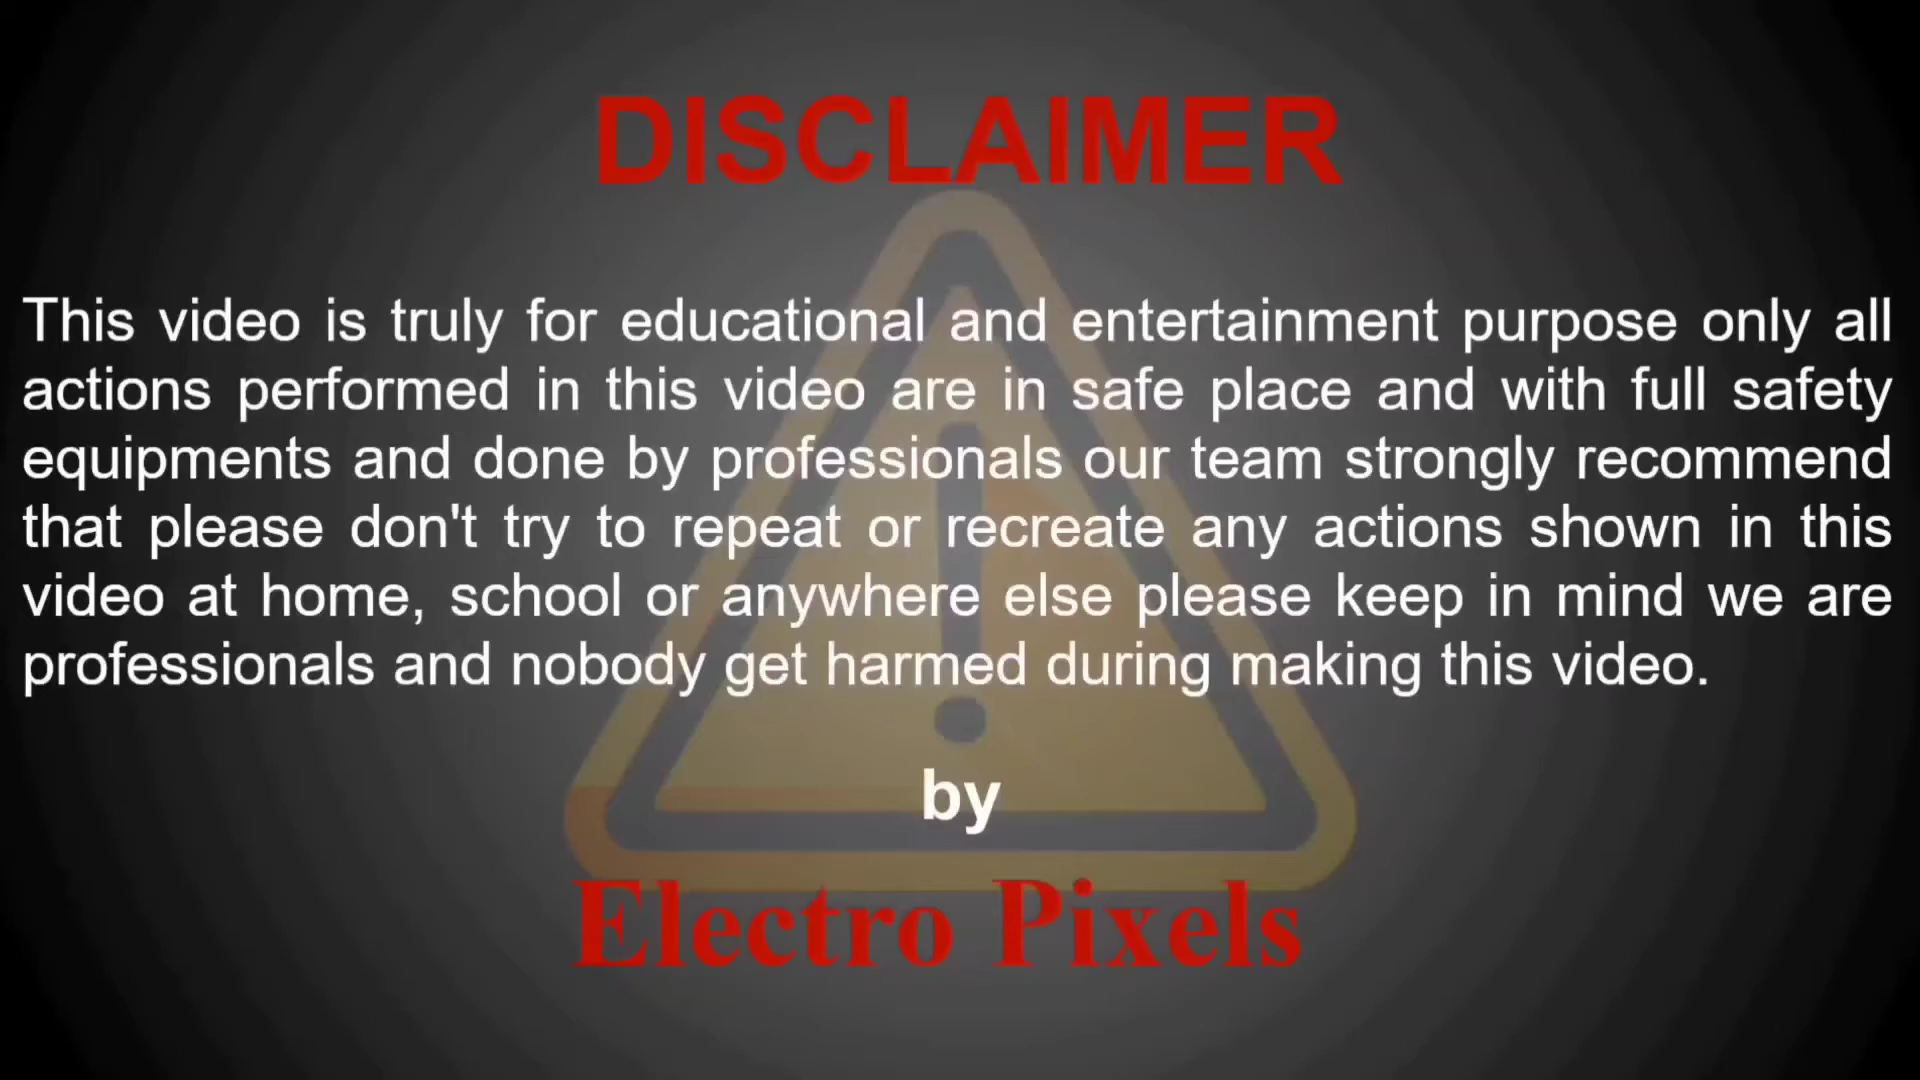 DISCLAIMER
This video is truly for educational and entertainment purpose only all
actions performed in this video are in safe place and with full safety
equipments and done by professionals our team strongly recommend
that please don't try to repeat or recreate any actions shown in this
video at home, school or anywhere else please keep in mind we are
professionals and nobody get harmed during making this video.
by
Electro Pixels